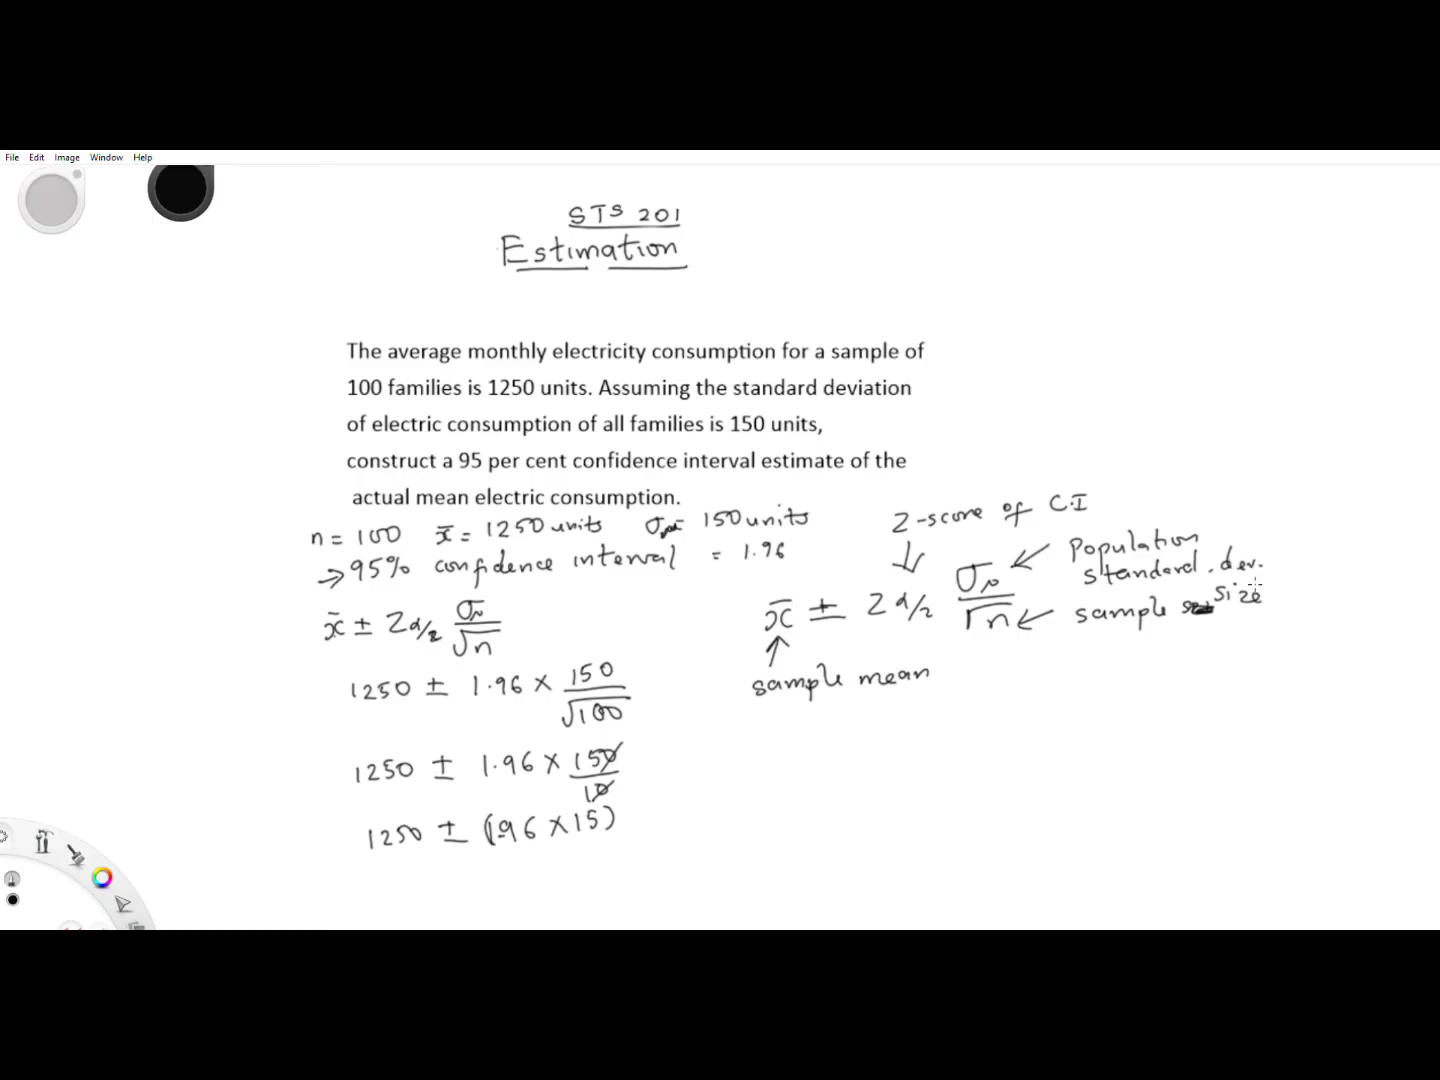 File Edit Image Window Help
STS 201
Estimation
The average monthly electricity consumption for a sample of
100 families is 1250 units. Assuming the standard deviation
of electric consumption of all families is 150 units,
construct a 95 per cent confidence interval estimate of the
actual mean electric consumption.
n = 100 x̄ = 1250 units σₚ = 150 units
→ 95% confidence interval = 1.96
x̄ ± Zα/2 σₚ/√n
1250 ± 1.96 × 150/√100
1250 ± 1.96 × 150/10
1250 ± (1.96 × 15)
Z-score of C.I
Population
standard. dev.
x̄ ± Zα/2 σₚ/√n
sample size
sample mean